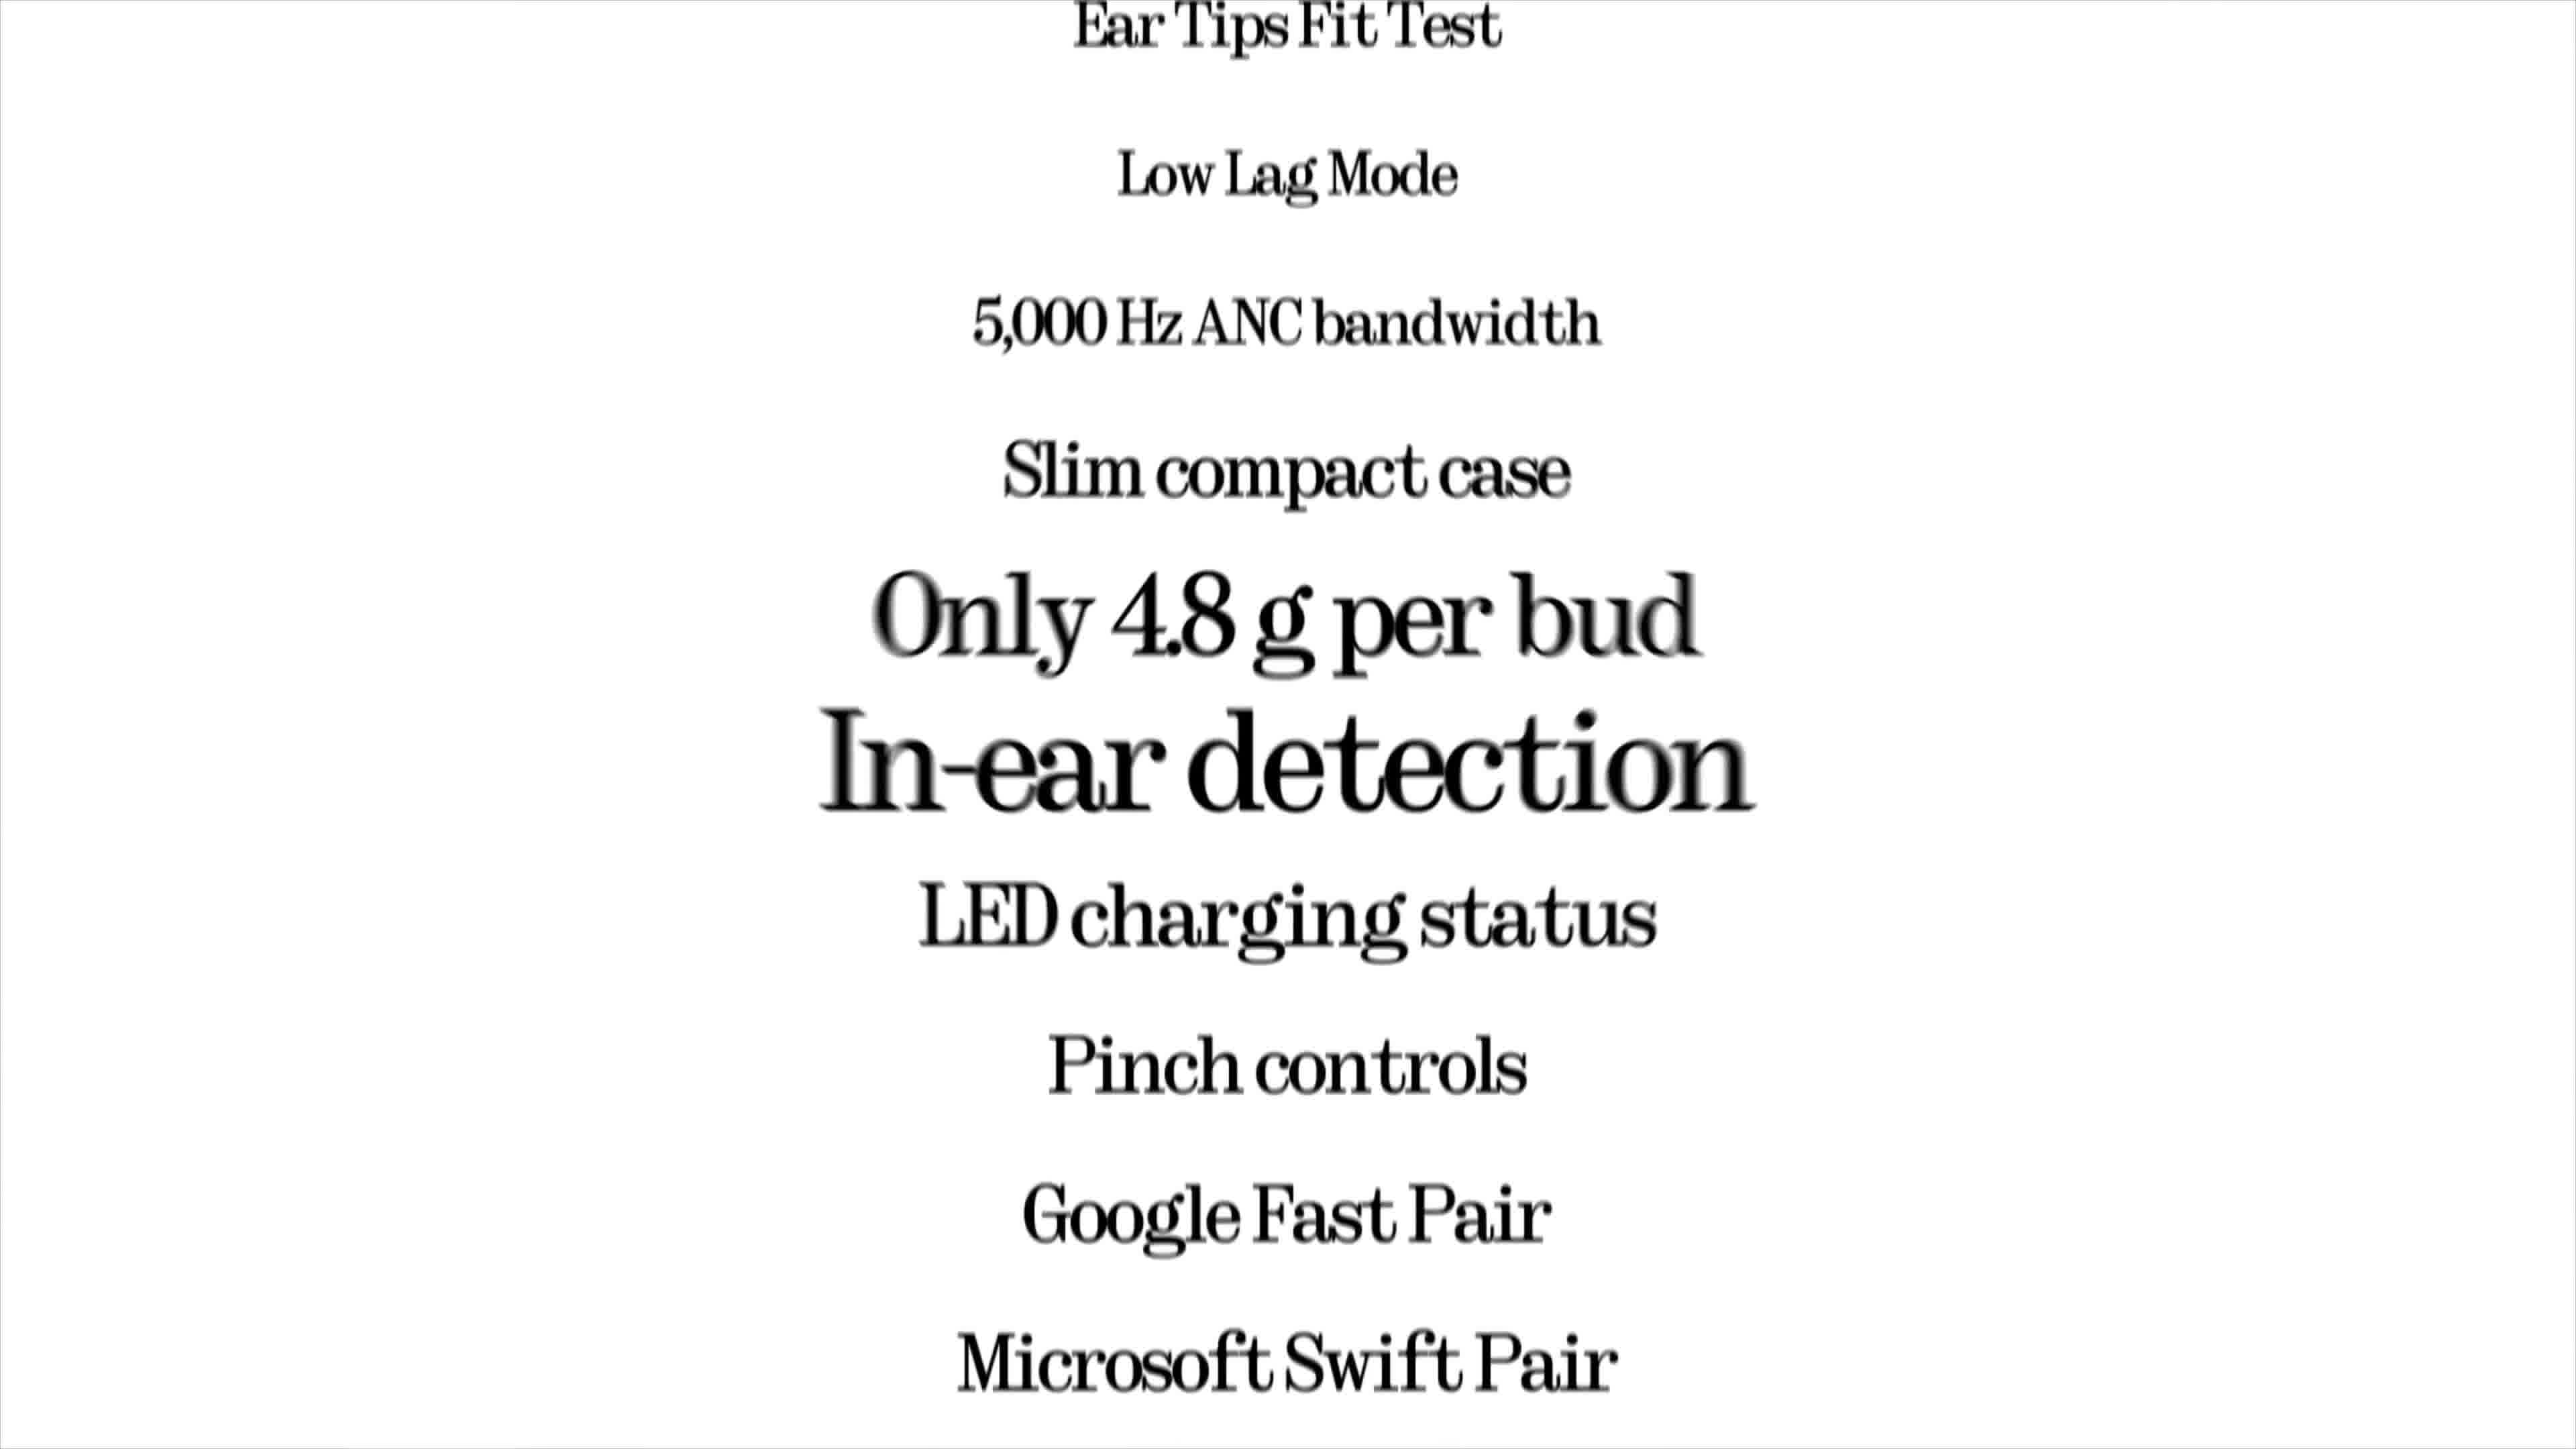 Ear Tips Fit Test
Low Lag Mode
5,000 Hz ANC bandwidth
Slim compact case
Only 4.8 g per bud
In-ear detection
LED charging status
Pinch controls
Google Fast Pair
Microsoft Swift Pair